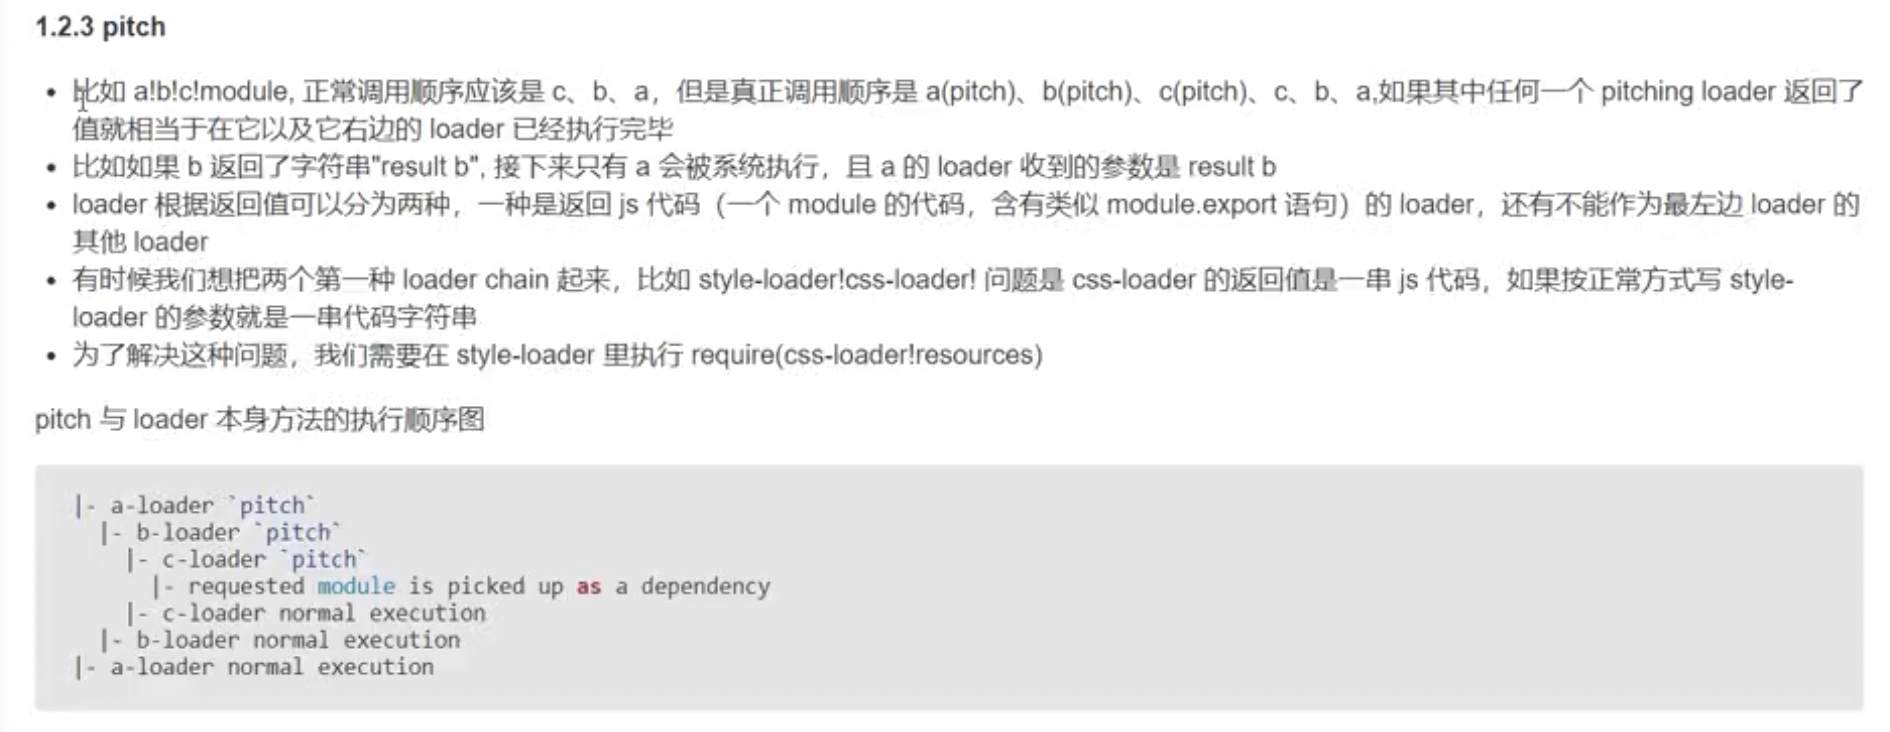 1.2.3 pitch
• 比如 a!b!c!module, 正常调用顺序应该是 c、b、a，但是真正调用顺序是 a(pitch)、b(pitch)、c(pitch)、c、b、a,如果其中任何一个 pitching loader 返回了
值就相当于在它以及它右边的 loader 已经执行完毕
• 比如如果 b 返回了字符串"result b", 接下来只有 a 会被系统执行，且 a 的 loader 收到的参数是 result b
• loader 根据返回值可以分为两种，一种是返回 js 代码（一个 module 的代码，含有类似 module.export 语句）的 loader，还有不能作为最左边 loader 的
其他 loader
• 有时候我们想把两个第一种 loader chain 起来，比如 style-loader!css-loader! 问题是 css-loader 的返回值是一串 js 代码，如果按正常方式写 style-
loader 的参数就是一串代码字符串
• 为了解决这种问题，我们需要在 style-loader 里执行 require(css-loader!resources)
pitch 与 loader 本身方法的执行顺序图
|- a-loader `pitch`
  |- b-loader `pitch`
    |- c-loader `pitch`
      |- requested module is picked up as a dependency
    |- c-loader normal execution
  |- b-loader normal execution
|- a-loader normal execution